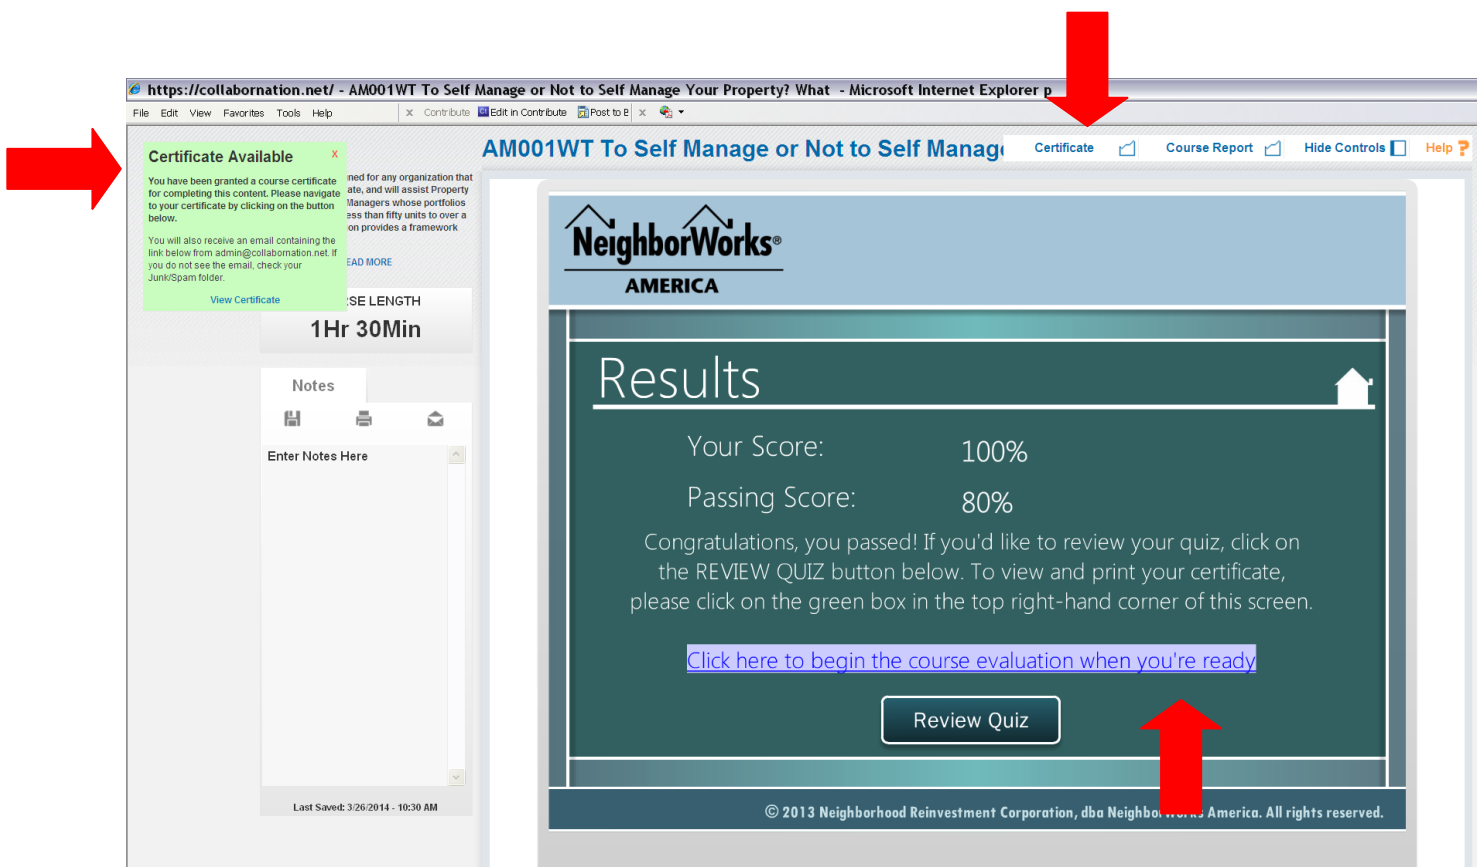 https://collabornation.net/ - AM001WT To Self Manage or Not to Self Manage Your Property? What - Microsoft Internet Explorer p
File Edit View Favorites Tools Help x Contribute Edit in Contribute Post to B x
AM001WT To Self Manage or Not to Self Manag
Certificate Course Report Hide Controls Help ?
Certificate Available x
You have been granted a course certificate
for completing this content. Please navigate
to your certificate by clicking on the button
below.
You will also receive an email containing the
link below from admin@collabornation.net. If
you do not see the email, check your
Junk/Spam folder.
View Certificate
ned for any organization that
ate, and will assist Property
Managers whose portfolios
ess than fifty units to over a
on provides a framework
EAD MORE
SE LENGTH
1Hr 30Min
Notes
Enter Notes Here
Last Saved: 3/26/2014 - 10:30 AM
NeighborWorks®
AMERICA
Results
Your Score: 100%
Passing Score: 80%
Congratulations, you passed! If you'd like to review your quiz, click on
the REVIEW QUIZ button below. To view and print your certificate,
please click on the green box in the top right-hand corner of this screen.
Click here to begin the course evaluation when you're ready
Review Quiz
© 2013 Neighborhood Reinvestment Corporation, dba NeighborWorks America. All rights reserved.